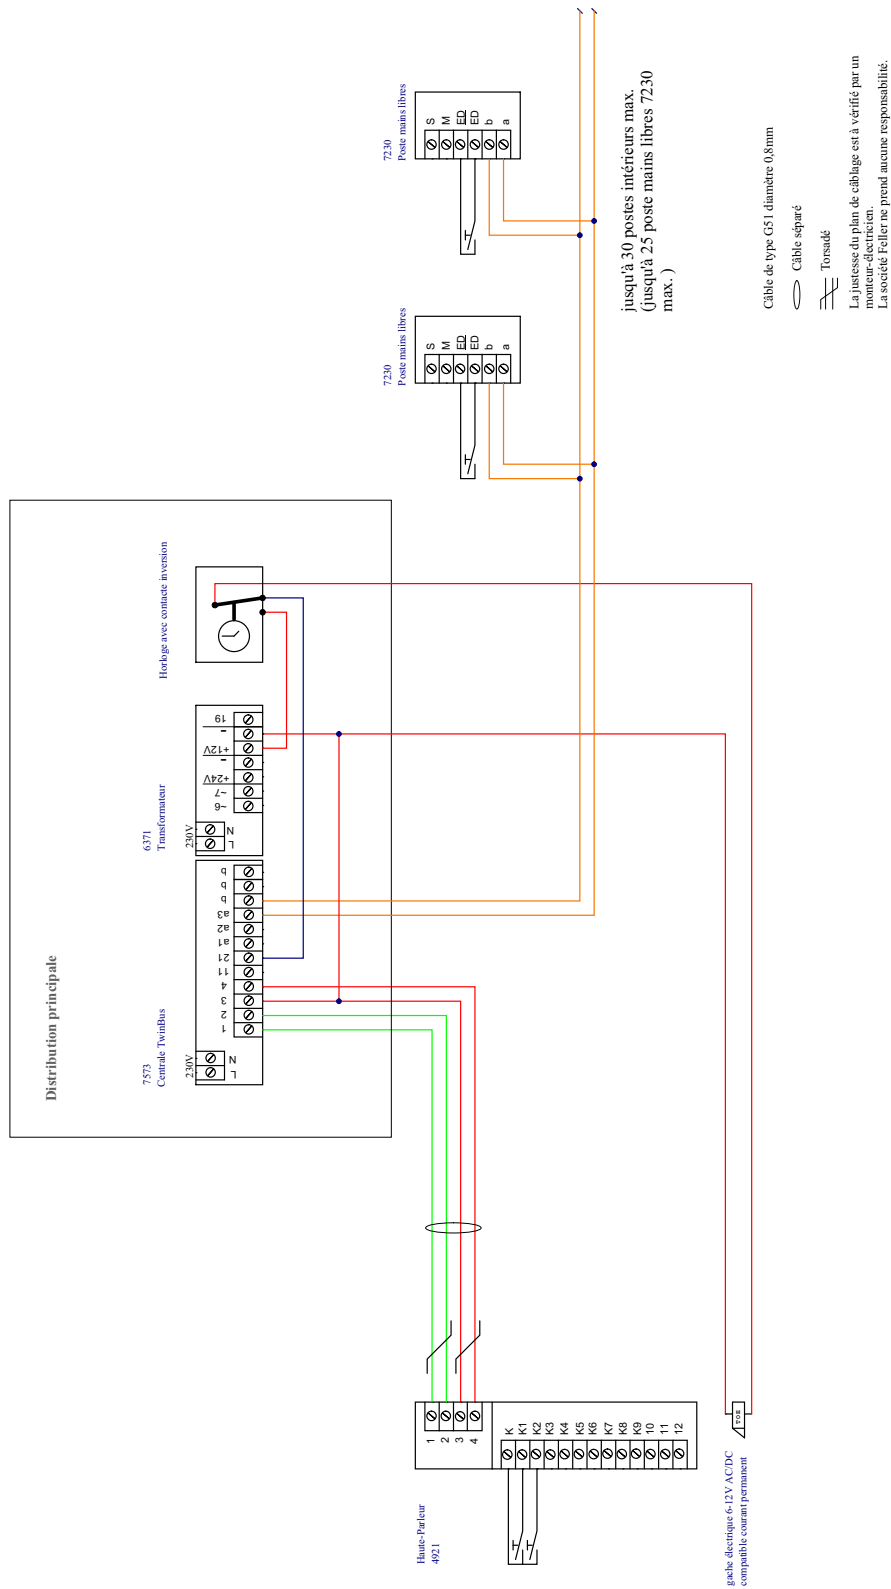 Distribution principale
7573
Centrale TwinBus
230V
L
N
1
2
3
4
11
21
a1
a2
a3
b
b
b
6371
Transformateur
230V
L
N
~6
~7
+24V
-
+12V
-
19
Horloge avec contacte inversion
7230
Poste mains libres
S
M
ED
ED
b
a
7230
Poste mains libres
S
M
ED
ED
b
a
jusqu'à 30 postes intérieurs max.
(jusqu'à 25 poste mains libres 7230
max. )
Câble de type G51 diamètre 0,8mm
Câble séparé
Torsadé
La justesse du plan de câblage est à vérifié par un
monteur-électricien.
La société Feller ne prend aucune responsabilité.
Haute-Parleur
4921
1
2
3
4
K
K1
K2
K3
K4
K5
K6
K7
K8
K9
10
11
12
gache électrique 6-12V AC/DC
compatible courant permanent
TOE